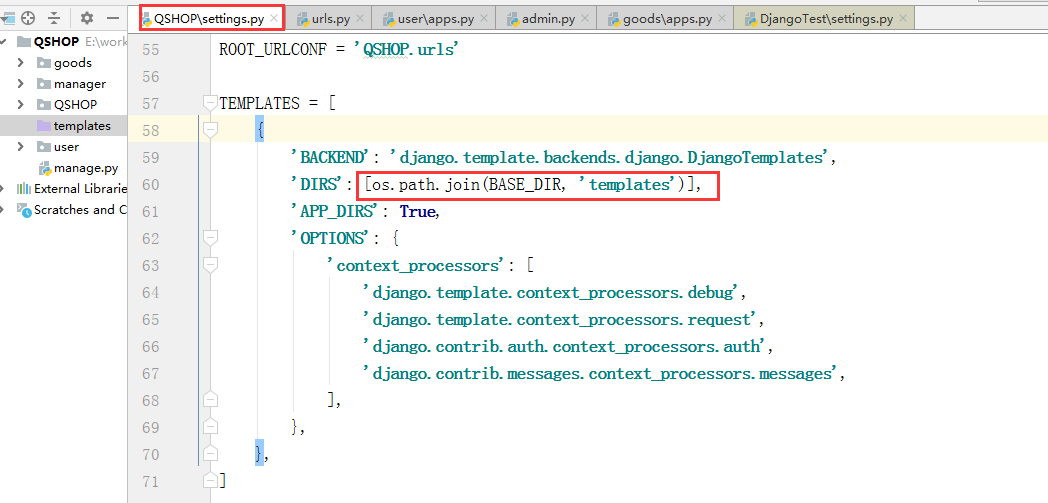 QSHOP\settings.py urls.py user\apps.py admin.py goods\apps.py DjangoTest\settings.py
QSHOP E:\work
goods
manager
QSHOP
templates
user
manage.py
External Libraries
Scratches and C
55 ROOT_URLCONF = 'QSHOP.urls'
56
57 TEMPLATES = [
58 {
59 'BACKEND': 'django.template.backends.django.DjangoTemplates',
60 'DIRS': [os.path.join(BASE_DIR, 'templates')],
61 'APP_DIRS': True,
62 'OPTIONS': {
63 'context_processors': [
64 'django.template.context_processors.debug',
65 'django.template.context_processors.request',
66 'django.contrib.auth.context_processors.auth',
67 'django.contrib.messages.context_processors.messages',
68 ],
69 },
70 },
71 ]